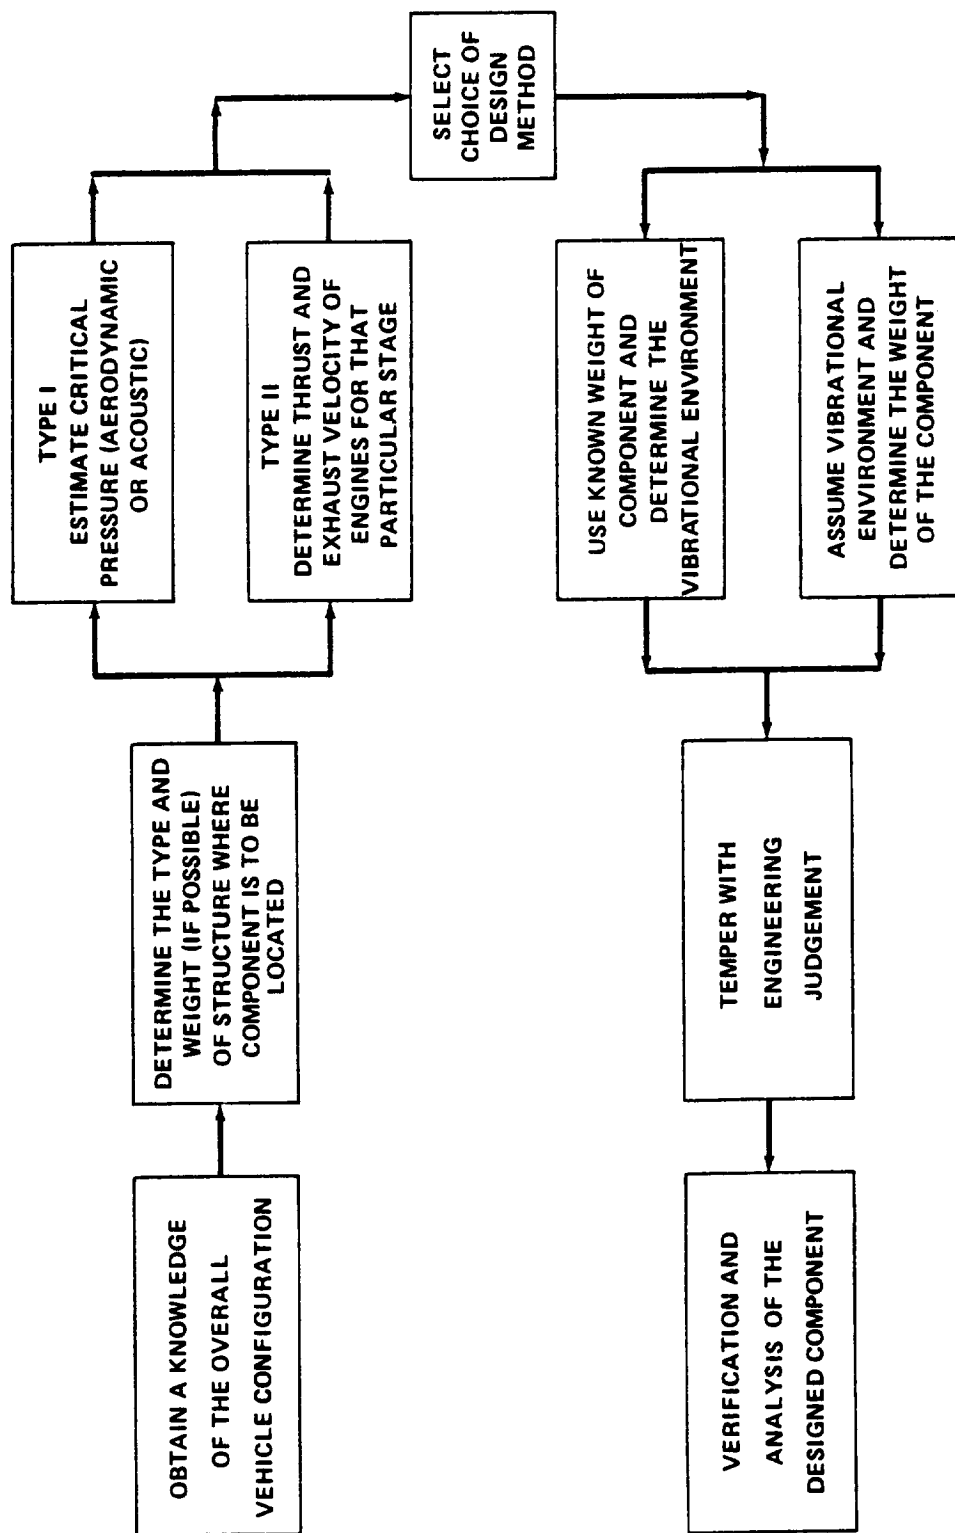 OBTAIN A KNOWLEDGE
OF THE OVERALL
VEHICLE CONFIGURATION
DETERMINE THE TYPE AND
WEIGHT (IF POSSIBLE)
OF STRUCTURE WHERE
COMPONENT IS TO BE
LOCATED
TYPE I
ESTIMATE CRITICAL
PRESSURE (AERODYNAMIC
OR ACOUSTIC)
TYPE II
DETERMINE THRUST AND
EXHAUST VELOCITY OF
ENGINES FOR THAT
PARTICULAR STAGE
SELECT
CHOICE OF
DESIGN
METHOD
USE KNOWN WEIGHT OF
COMPONENT AND
DETERMINE THE
VIBRATIONAL ENVIRONMENT
ASSUME VIBRATIONAL
ENVIRONMENT AND
DETERMINE THE WEIGHT
OF THE COMPONENT
TEMPER WITH
ENGINEERING
JUDGEMENT
VERIFICATION AND
ANALYSIS OF THE
DESIGNED COMPONENT